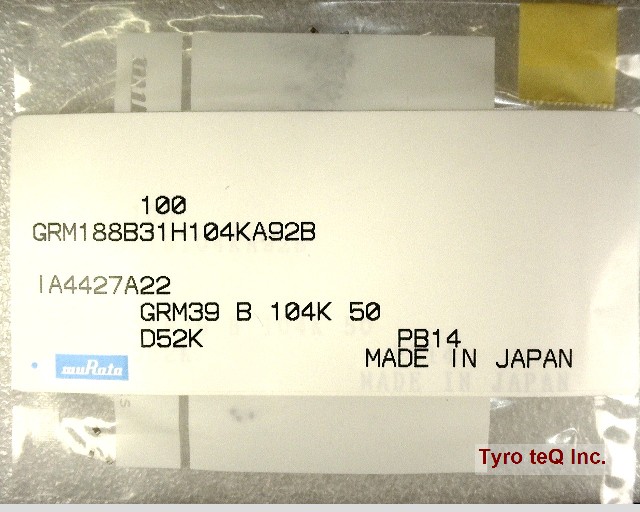 100
GRM188B31H104KA92B
IA4427A22
GRM39 B 104K 50
D52K PB14
muRata MADE IN JAPAN
Tyro teQ Inc.